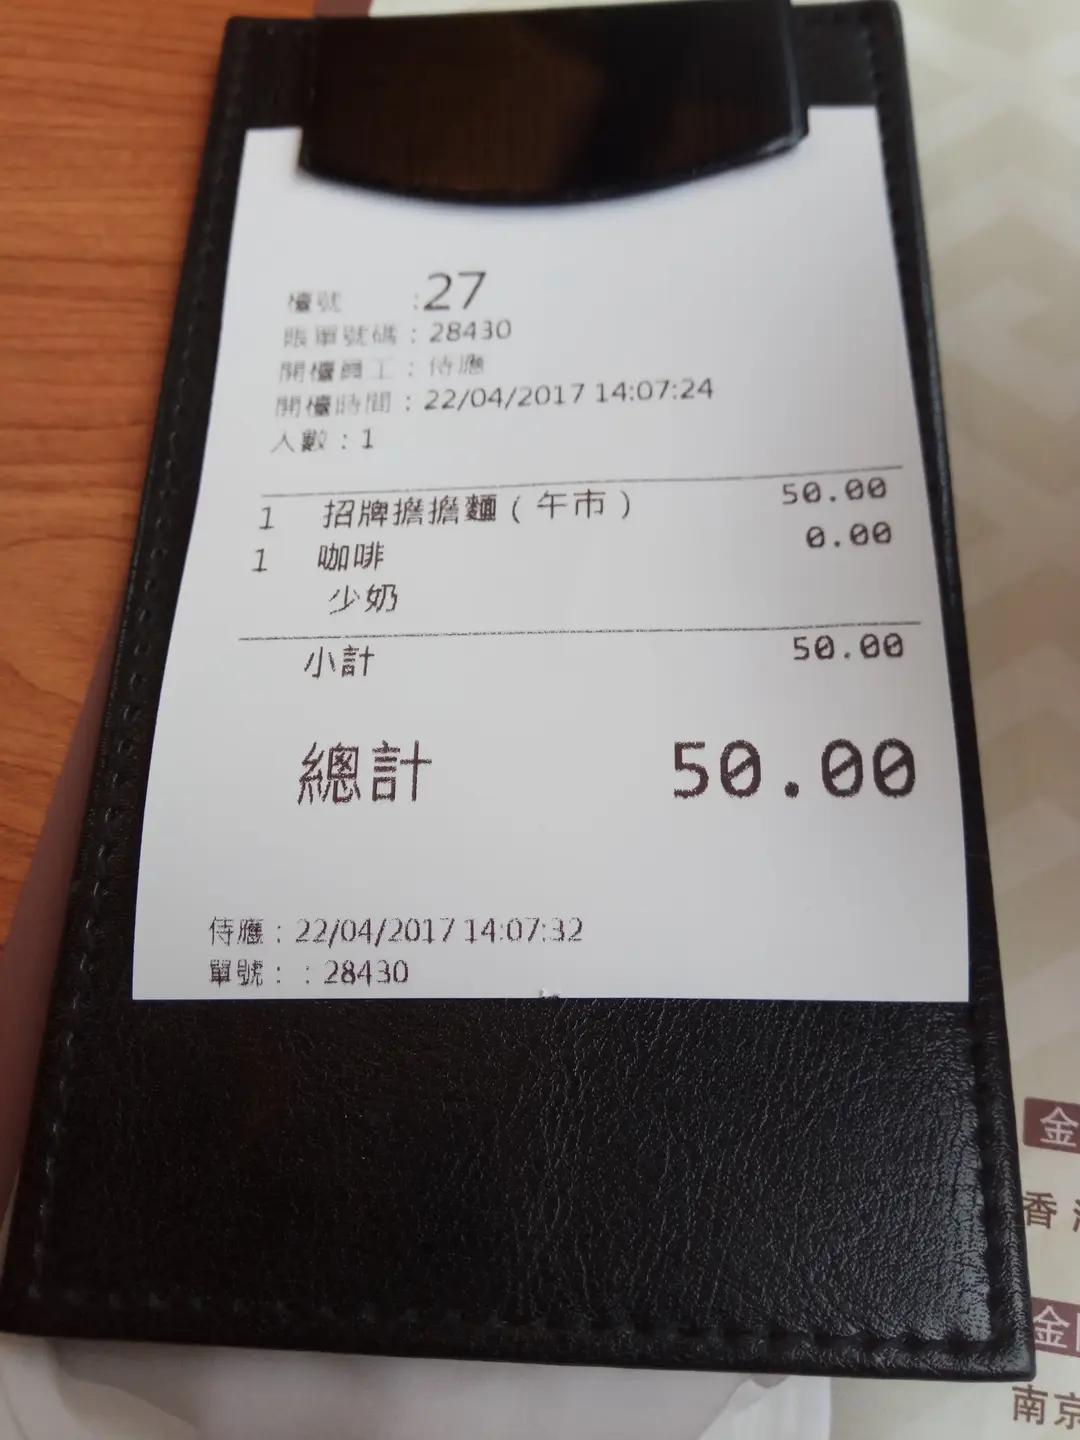 檯號 :27
賬單號碼：28430
開檯員工：侍應
開檯時間：22/04/2017 14:07:24
人數：1
1 招牌擔擔麵（午市） 50.00
1 咖啡 0.00
少奶
小計 50.00
總計 50.00
侍應：22/04/2017 14:07:32
單號：：28430
金
香
金
南京